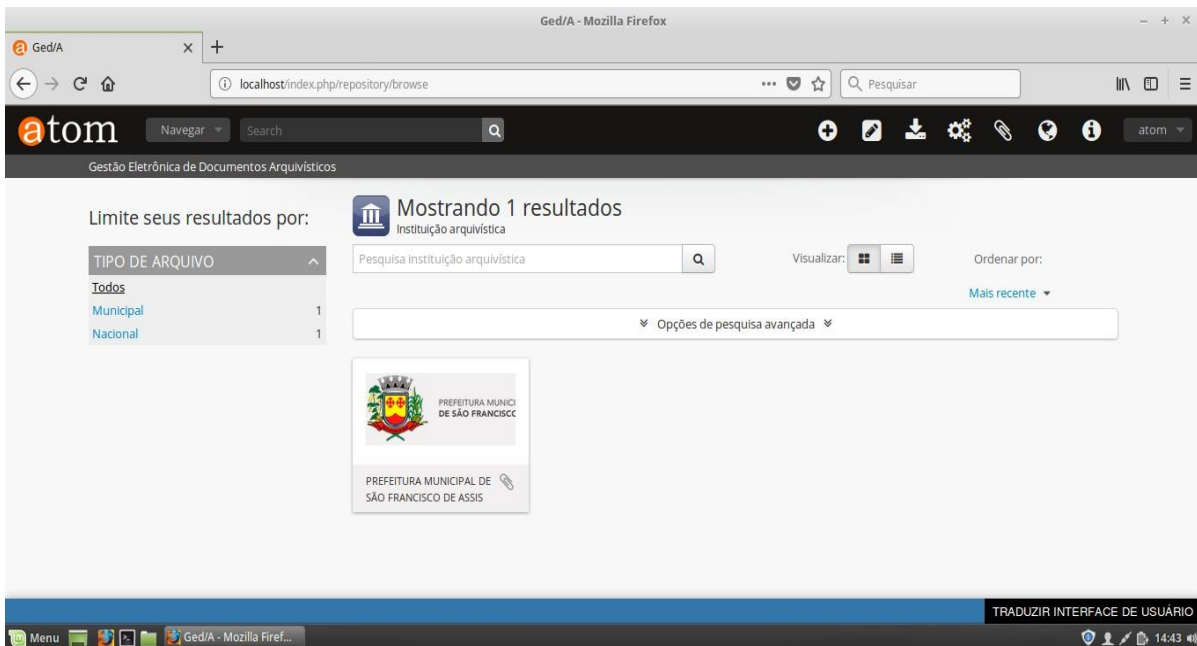 Ged/A - Mozilla Firefox
Ged/A
localhost/index.php/repository/browse
Pesquisar
atom
Navegar
Search
atom
Gestão Eletrônica de Documentos Arquivísticos
Limite seus resultados por:
TIPO DE ARQUIVO
Todos
Municipal 1
Nacional 1
Mostrando 1 resultados
Instituição arquivística
Pesquisa instituição arquivística
Visualizar:
Ordenar por:
Mais recente
Opções de pesquisa avançada
PREFEITURA MUNICI
DE SÃO FRANCISC
PREFEITURA MUNICIPAL DE
SÃO FRANCISCO DE ASSIS
TRADUZIR INTERFACE DE USUÁRIO
Menu
Ged/A - Mozilla Firef...
14:43